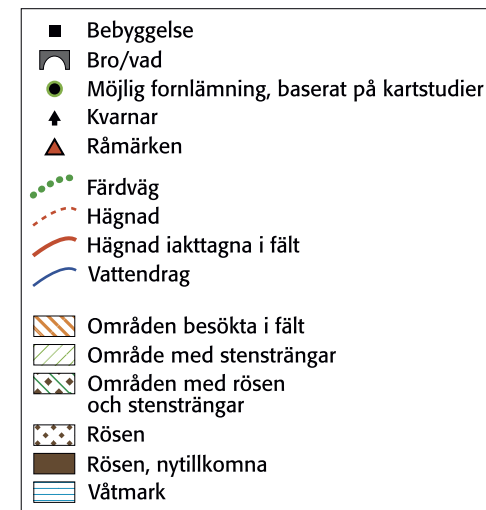 Bebyggelse
Bro/vad
Möjlig fornlämning, baserat på kartstudier
Kvarnar
Råmärken
Färdväg
Hägnad
Hägnad iakttagna i fält
Vattendrag
Områden besökta i fält
Område med stensträngar
Områden med rösen
och stensträngar
Rösen
Rösen, nytillkomna
Våtmark